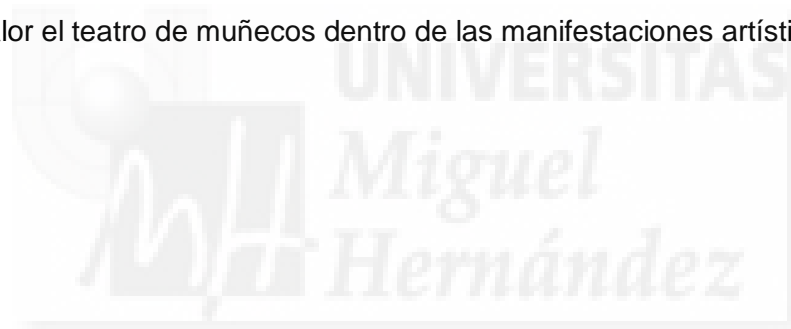 lor el teatro de muñecos dentro de las manifestaciones artísti
UNIVERSITAS
Miguel
Hernández